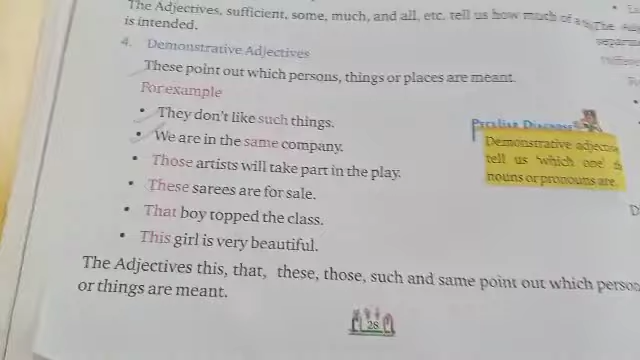 The Adjectives, sufficient, some, much, and all, etc. tell us how much of a
is intended.
4. Demonstrative Adjectives
These point out which persons, things or places are meant.
For example
• They don't like such things.
• We are in the same company.
• Those artists will take part in the play.
• These sarees are for sale.
• That boy topped the class.
• This girl is very beautiful.
The Adjectives this, that, these, those, such and same point out which
or things are meant.
Demonstrative
tell us 'which one'
nouns or pronouns are.
28
The